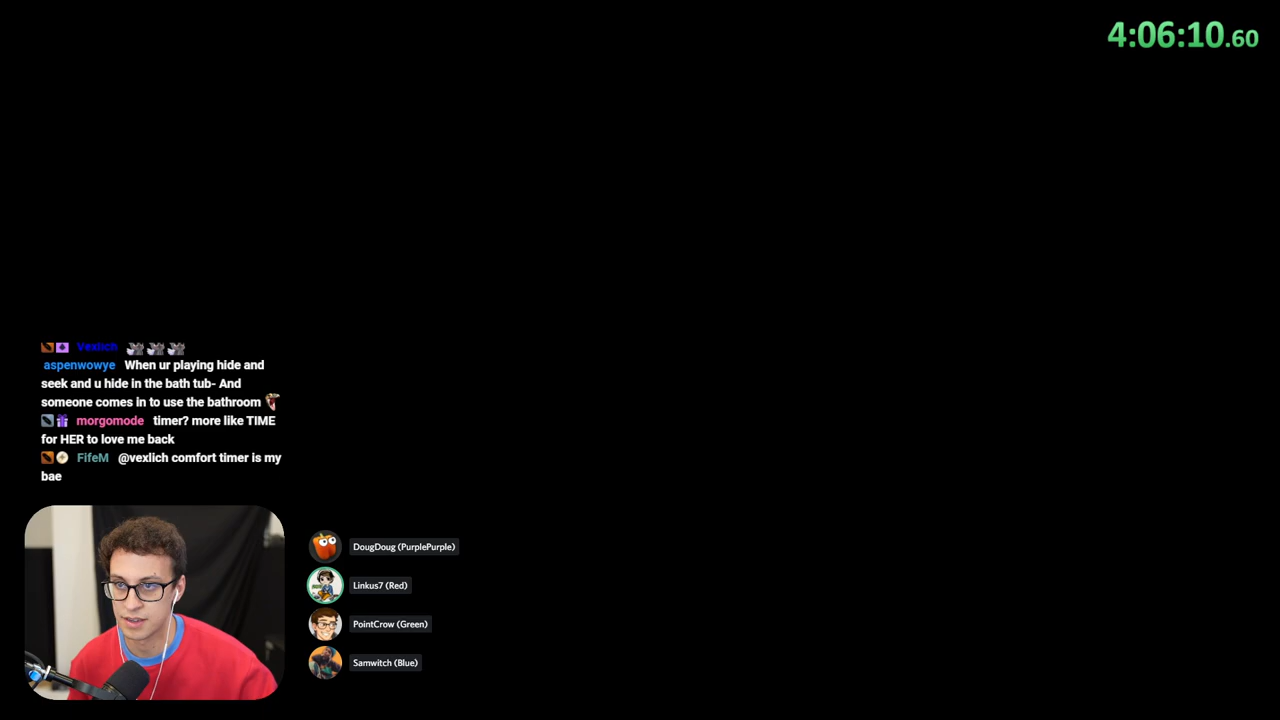 4:06:10.60
Vexlich
aspenwowye When ur playing hide and
seek and u hide in the bath tub- And
someone comes in to use the bathroom
morgomode timer? more like TIME
for HER to love me back
FifeM @vexlich comfort timer is my
bae
DougDoug (PurplePurple)
Linkus7 (Red)
PointCrow (Green)
Samwitch (Blue)